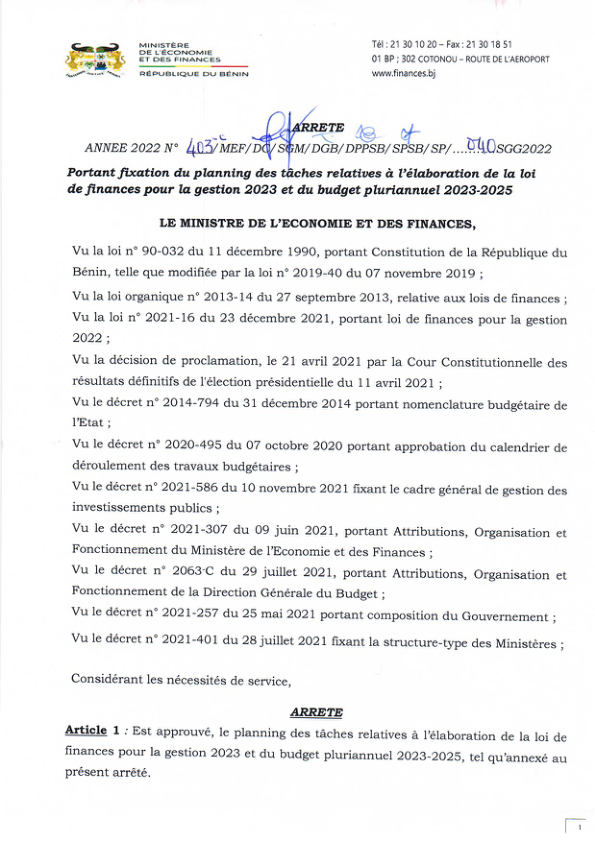 MINISTÈRE
DE L'ÉCONOMIE
ET DES FINANCES
RÉPUBLIQUE DU BÉNIN
Tél : 21 30 10 20 – Fax : 21 30 18 51
01 BP ; 302 COTONOU – ROUTE DE L'AEROPORT
www.finances.bj
ARRETE
ANNEE 2022 N° 403-c/MEF/DC/SGM/DGB/DPPSB/SPSB/SP/.......040SGG2022
Portant fixation du planning des tâches relatives à l'élaboration de la loi
de finances pour la gestion 2023 et du budget pluriannuel 2023-2025
LE MINISTRE DE L'ECONOMIE ET DES FINANCES,
Vu la loi n° 90-032 du 11 décembre 1990, portant Constitution de la République du
Bénin, telle que modifiée par la loi n° 2019-40 du 07 novembre 2019 ;
Vu la loi organique n° 2013-14 du 27 septembre 2013, relative aux lois de finances ;
Vu la loi n° 2021-16 du 23 décembre 2021, portant loi de finances pour la gestion
2022 ;
Vu la décision de proclamation, le 21 avril 2021 par la Cour Constitutionnelle des
résultats définitifs de l'élection présidentielle du 11 avril 2021 ;
Vu le décret n° 2014-794 du 31 décembre 2014 portant nomenclature budgétaire de
l'Etat ;
Vu le décret n° 2020-495 du 07 octobre 2020 portant approbation du calendrier de
déroulement des travaux budgétaires ;
Vu le décret n° 2021-586 du 10 novembre 2021 fixant le cadre général de gestion des
investissements publics ;
Vu le décret n° 2021-307 du 09 juin 2021, portant Attributions, Organisation et
Fonctionnement du Ministère de l'Economie et des Finances ;
Vu le décret n° 2063-C du 29 juillet 2021, portant Attributions, Organisation et
Fonctionnement de la Direction Générale du Budget ;
Vu le décret n° 2021-257 du 25 mai 2021 portant composition du Gouvernement ;
Vu le décret n° 2021-401 du 28 juillet 2021 fixant la structure-type des Ministères ;
Considérant les nécessités de service,
ARRETE
Article 1 : Est approuvé, le planning des tâches relatives à l'élaboration de la loi de
finances pour la gestion 2023 et du budget pluriannuel 2023-2025, tel qu'annexé au
présent arrêté.
1